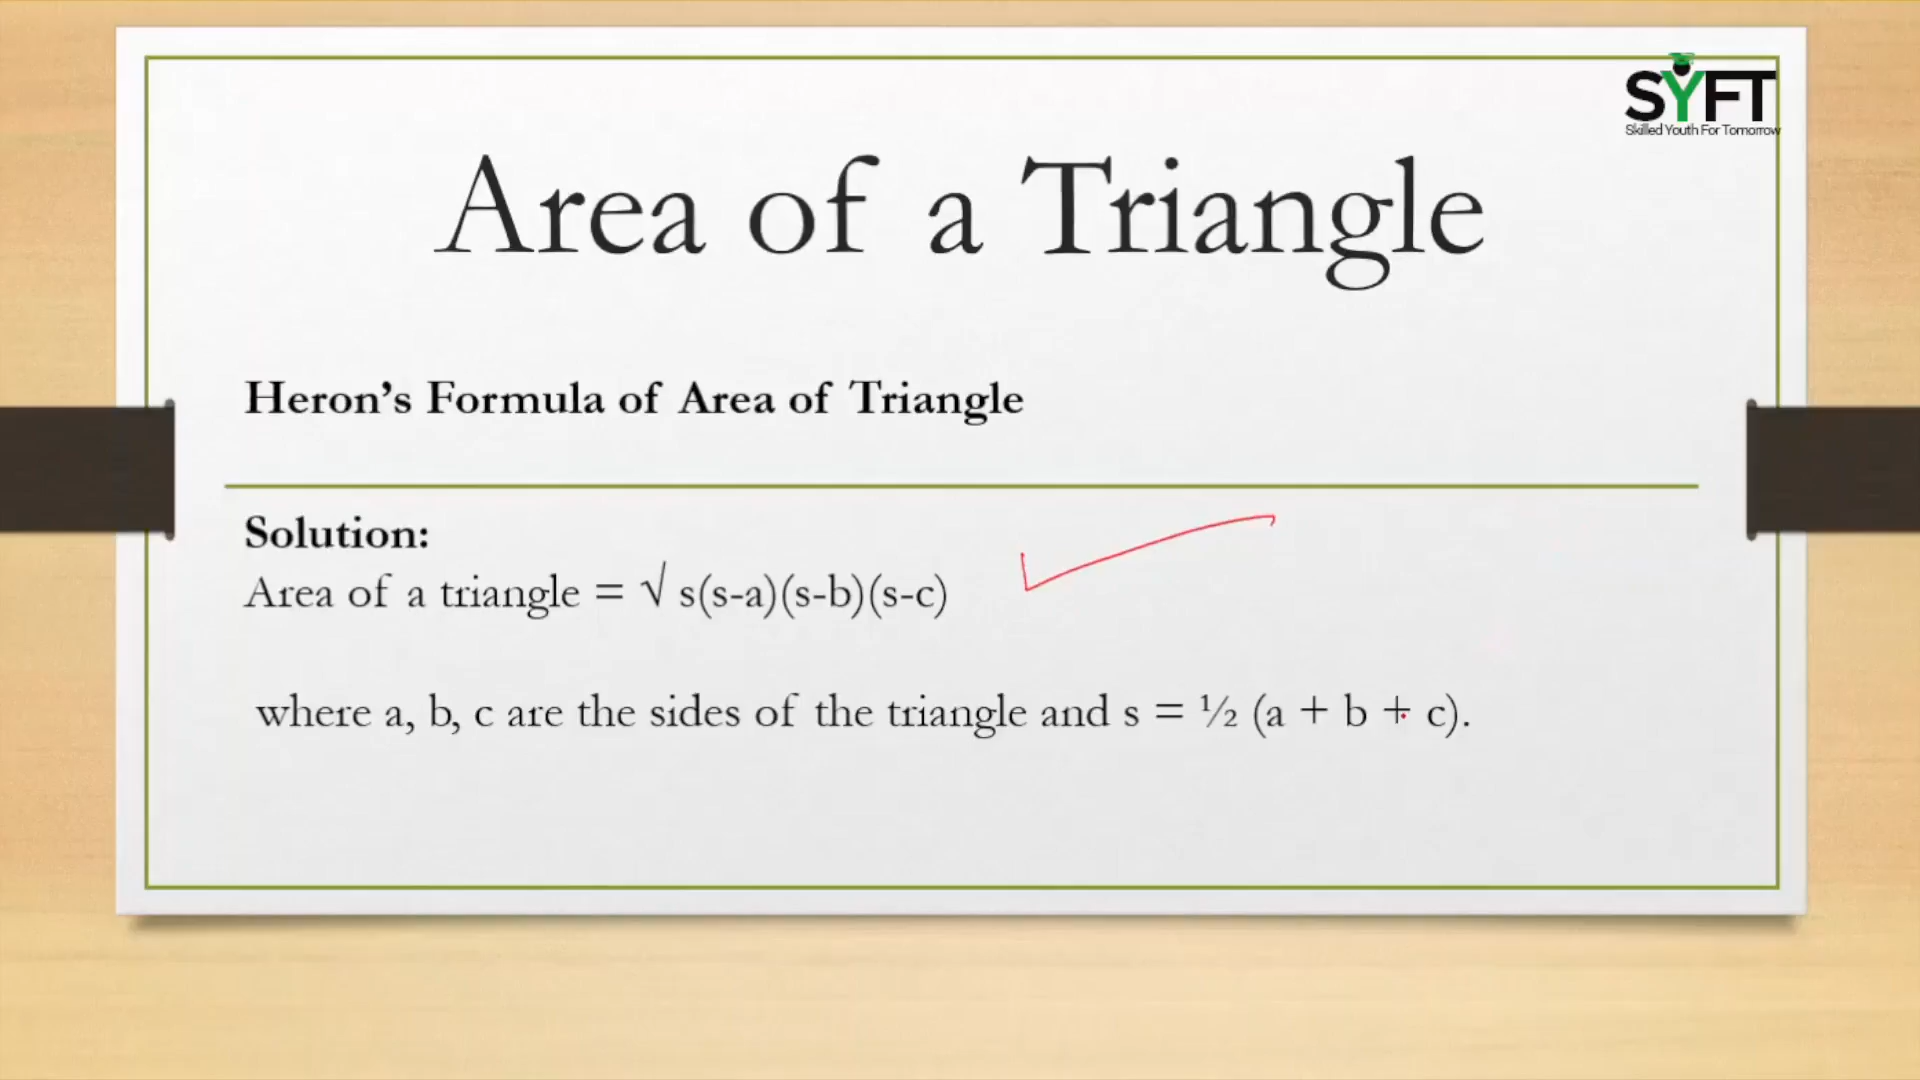 SYFT
Skilled Youth For Tomorrow
Area of a Triangle
Heron’s Formula of Area of Triangle
Solution:
Area of a triangle = √ s(s-a)(s-b)(s-c)
where a, b, c are the sides of the triangle and s = ½ (a + b + c).